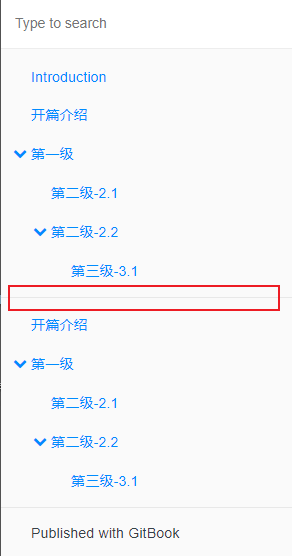 Type to search
Introduction
开篇介绍
第一级
第二级-2.1
第二级-2.2
第三级-3.1
开篇介绍
第一级
第二级-2.1
第二级-2.2
第三级-3.1
Published with GitBook